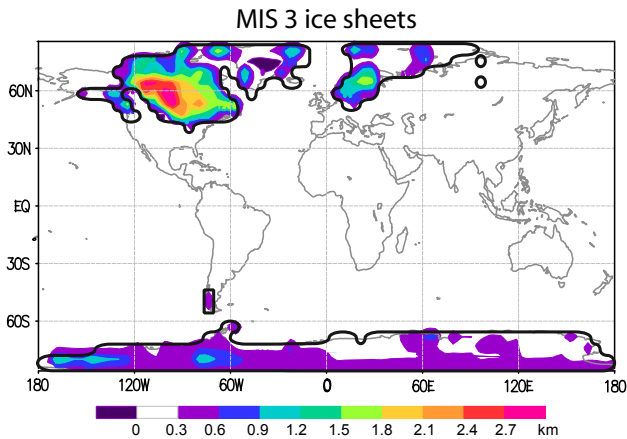 MIS 3 ice sheets
60N
30N
EQ
30S
60S
180 120W 60W 0 60E 120E 180
0 0.3 0.6 0.9 1.2 1.5 1.8 2.1 2.4 2.7 km